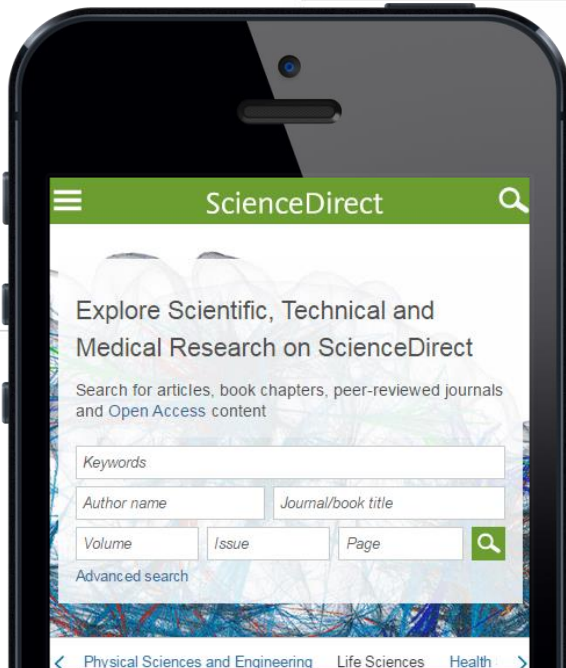 ScienceDirect
Explore Scientific, Technical and
Medical Research on ScienceDirect
Search for articles, book chapters, peer-reviewed journals
and Open Access content
Keywords
Author name Journal/book title
Volume Issue Page
Advanced search
Physical Sciences and Engineering Life Sciences Health